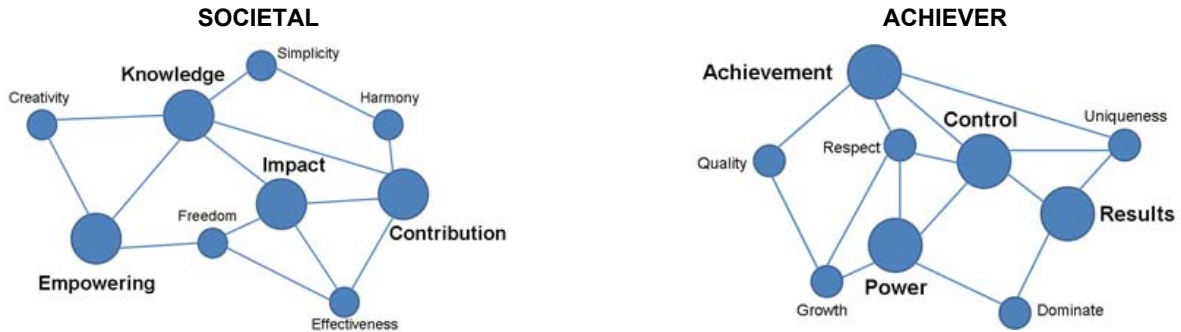 SOCIETAL
Simplicity
Knowledge
Creativity
Harmony
Impact
Freedom
Contribution
Empowering
Effectiveness
ACHIEVER
Achievement
Control
Uniqueness
Respect
Quality
Results
Power
Growth
Dominate